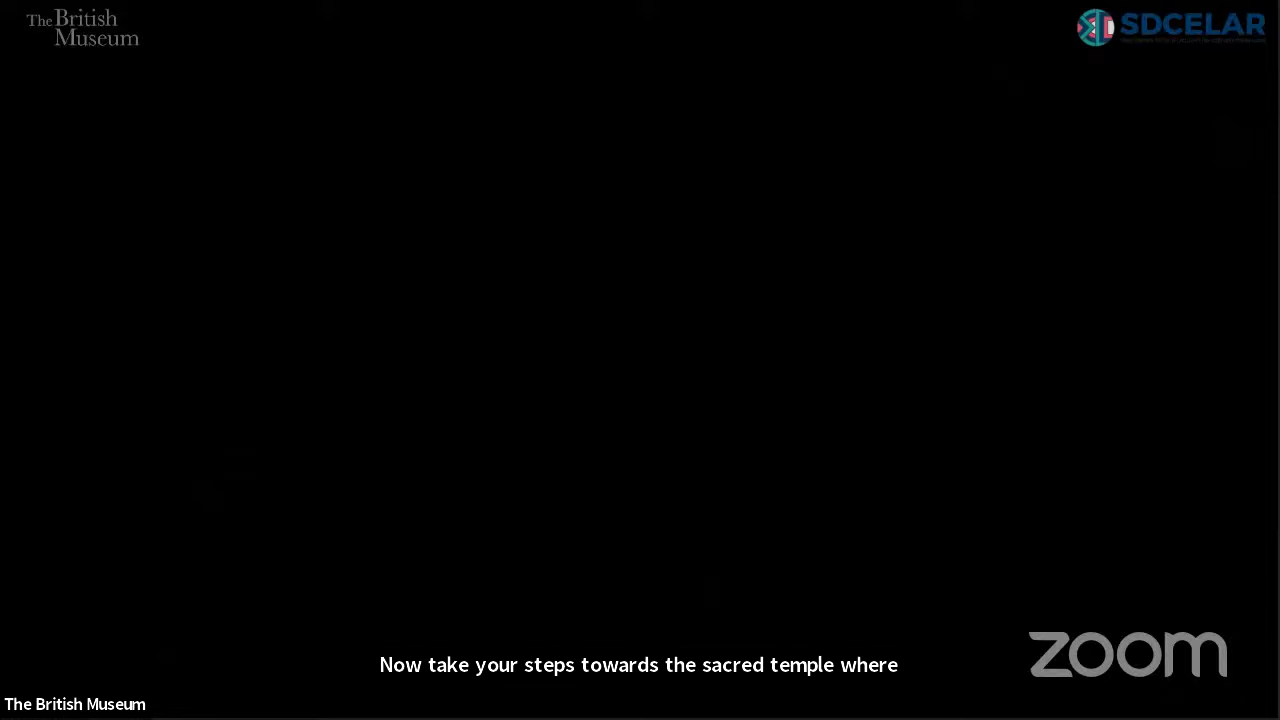 The British
Museum
SDCELAR
Now take your steps towards the sacred temple where
zoom
The British Museum